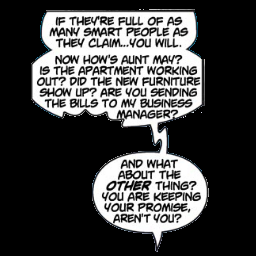 IF THEY'RE FULL OF AS
MANY SMART PEOPLE AS
THEY CLAIM...YOU WILL.
NOW HOW'S AUNT MAY?
IS THE APARTMENT WORKING
OUT? DID THE NEW FURNITURE
SHOW UP? ARE YOU SENDING
THE BILLS TO MY BUSINESS
MANAGER?
AND WHAT
ABOUT THE
OTHER THING?
YOU ARE KEEPING
YOUR PROMISE,
AREN'T YOU?